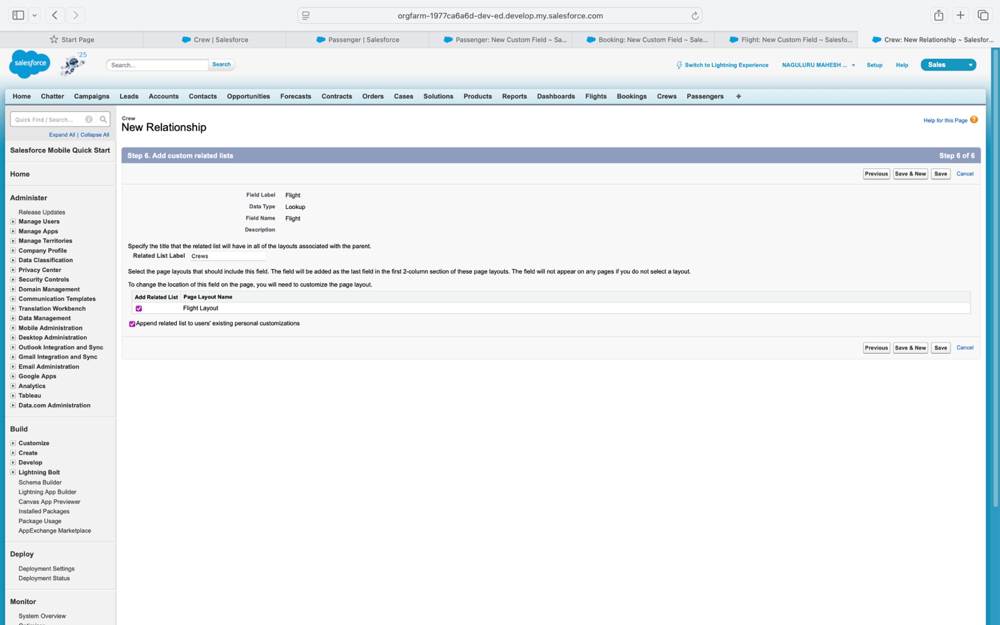 orgfarm-1977ca6a6d-dev-ed.develop.my.salesforce.com
Start Page
Crew | Salesforce
Passenger | Salesforce
Passenger: New Custom Field ~ Sa...
Booking: New Custom Field ~ Sale...
Flight: New Custom Field ~ Salesfo...
Crew: New Relationship ~ Salesfor...
salesforce
'25
Search...
Search
Switch to Lightning Experience
NAGULURU MAHESH ...
Setup
Help
Sales
Home
Chatter
Campaigns
Leads
Accounts
Contacts
Opportunities
Forecasts
Contracts
Orders
Cases
Solutions
Products
Reports
Dashboards
Flights
Bookings
Crews
Passengers
+
Quick Find / Search...
i
Expand All | Collapse All
Salesforce Mobile Quick Start
Home
Administer
Release Updates
Manage Users
Manage Apps
Manage Territories
Company Profile
Data Classification
Privacy Center
Security Controls
Domain Management
Communication Templates
Translation Workbench
Data Management
Mobile Administration
Desktop Administration
Outlook Integration and Sync
Gmail Integration and Sync
Email Administration
Google Apps
Analytics
Tableau
Data.com Administration
Build
Customize
Create
Develop
Lightning Bolt
Schema Builder
Lightning App Builder
Canvas App Previewer
Installed Packages
Package Usage
AppExchange Marketplace
Deploy
Deployment Settings
Deployment Status
Monitor
System Overview
Crew
New Relationship
Help for this Page ?
Step 6. Add custom related lists
Step 6 of 6
Previous
Save & New
Save
Cancel
Field Label Flight
Data Type Lookup
Field Name Flight
Description
Specify the title that the related list will have in all of the layouts associated with the parent.
Related List Label Crews
Select the page layouts that should include this field. The field will be added as the last field in the first 2-column section of these page layouts. The field will not appear on any pages if you do not select a layout.
To change the location of this field on the page, you will need to customize the page layout.
Add Related List Page Layout Name
Flight Layout
Append related list to users' existing personal customizations
Previous
Save & New
Save
Cancel